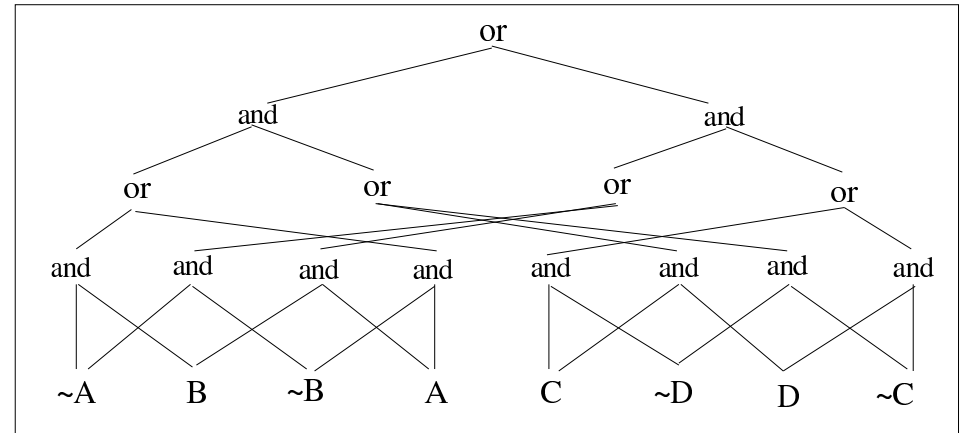 or
and and
or or or or
and and and and and and and and
~A B ~B A C ~D D ~C